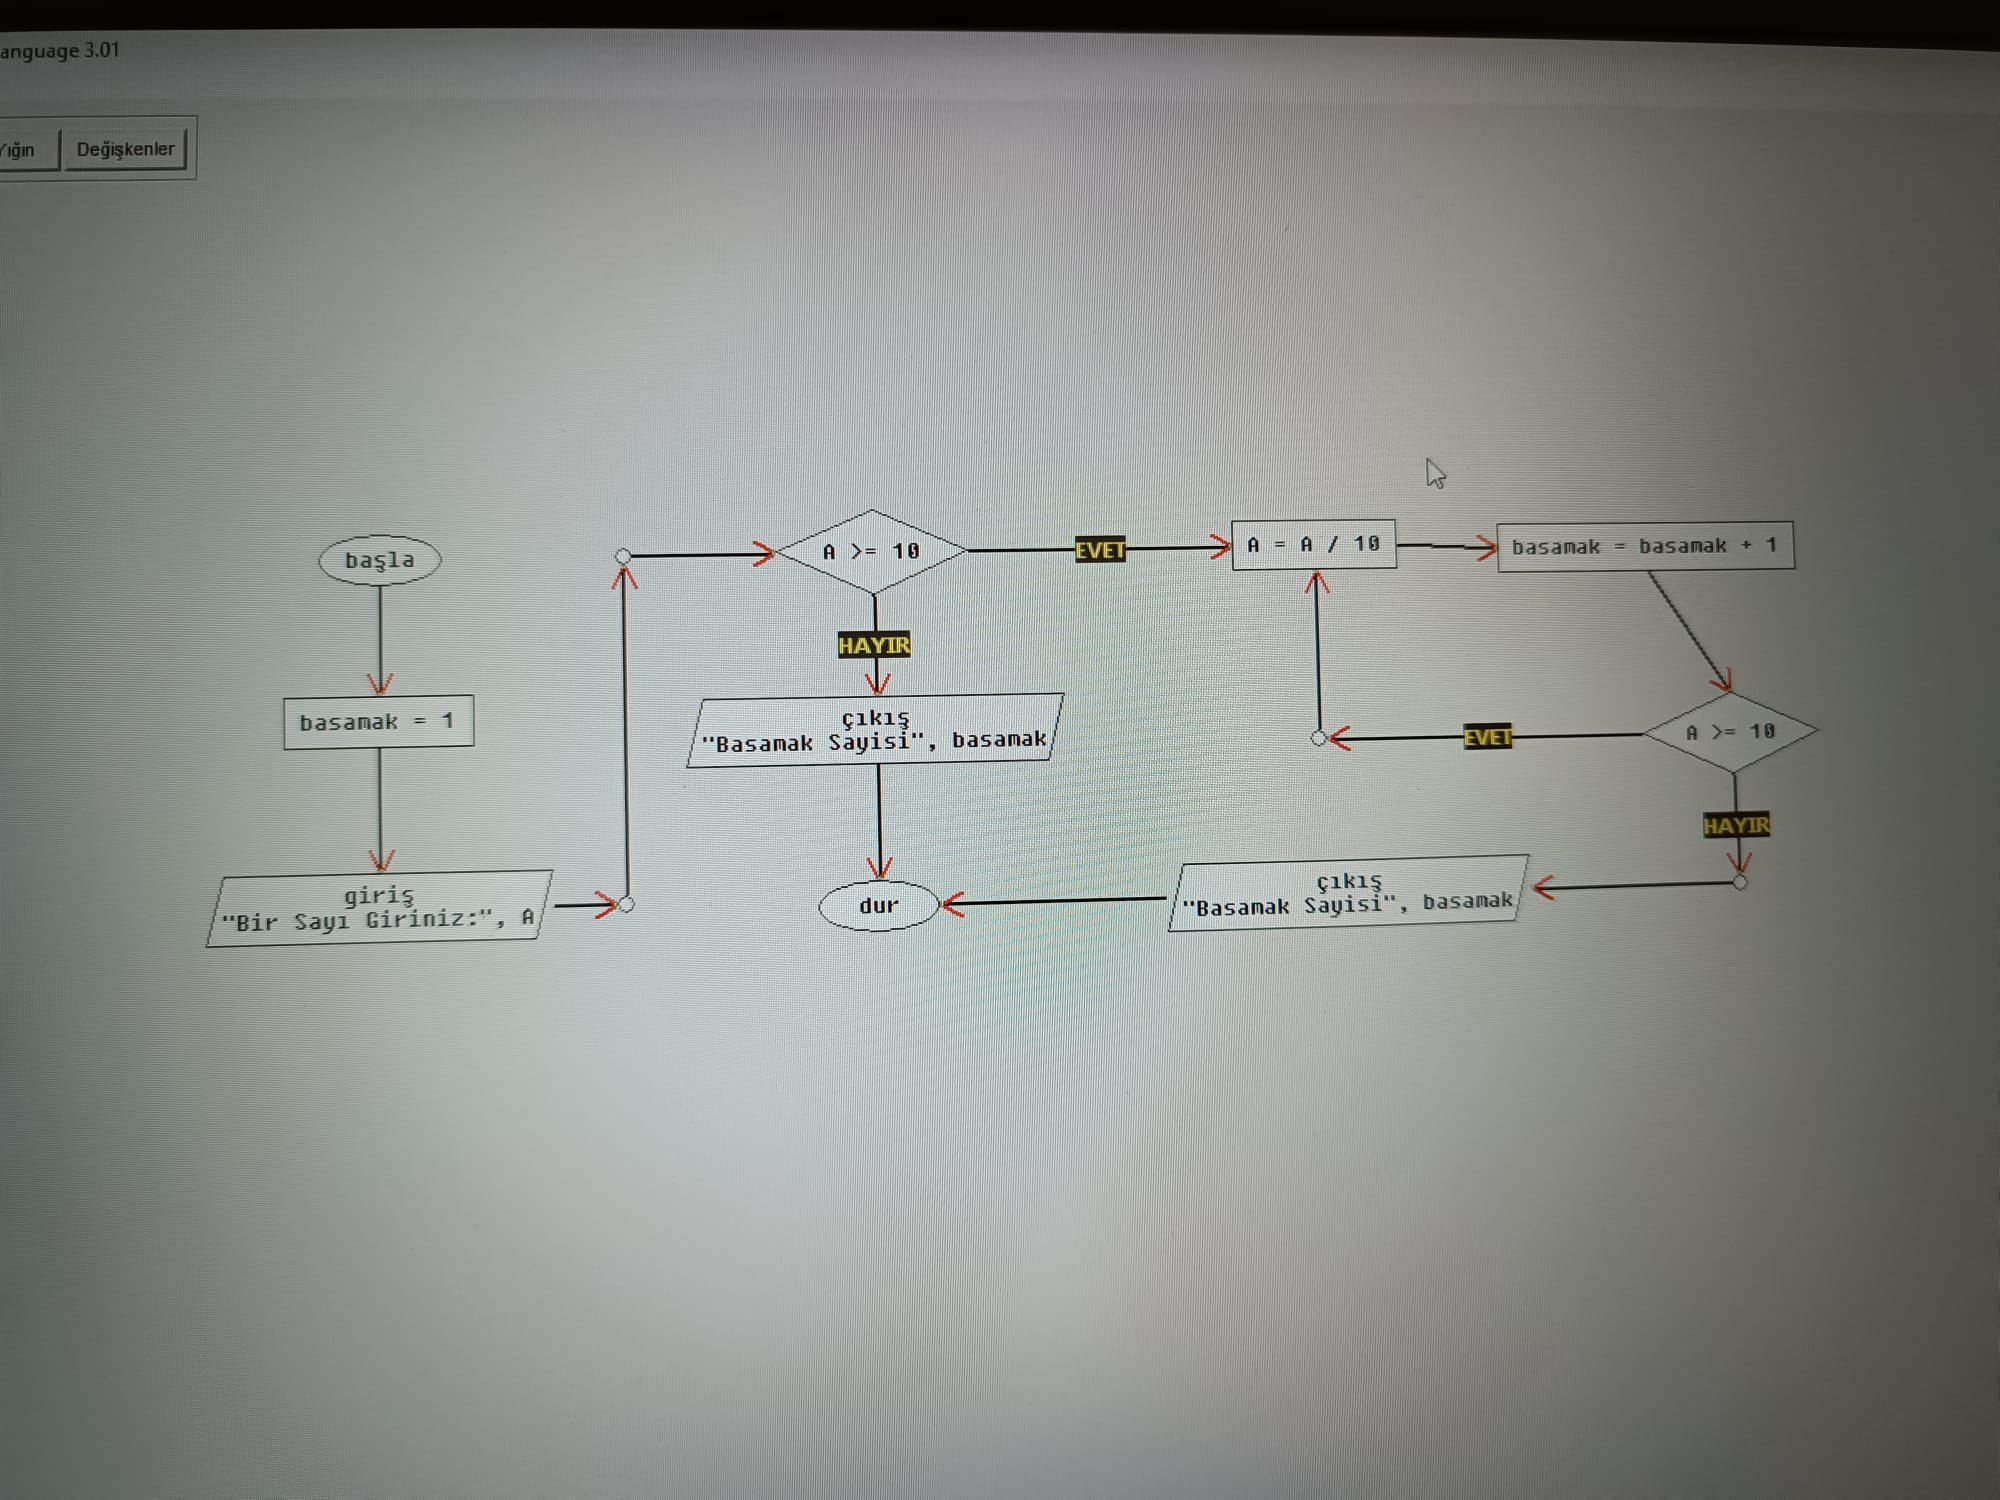 anguage 3.01
Yığın
Değişkenler
başla
basamak = 1
giriş
"Bir Sayı Giriniz:", A
A >= 10
HAYIR
çıkış
"Basamak Sayisi", basamak
dur
EVET
A = A / 10
basamak = basamak + 1
A >= 10
EVET
HAYIR
çıkış
"Basamak Sayisi", basamak